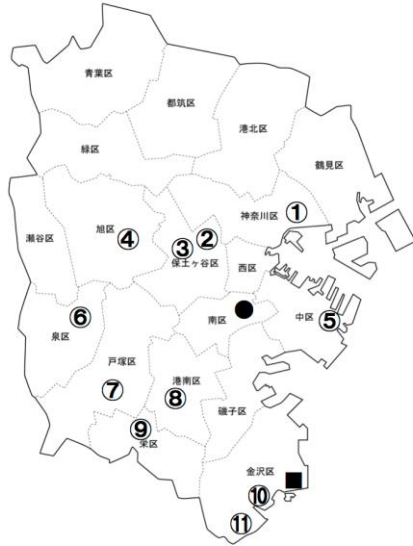 青葉区
都筑区
港北区
緑区
鶴見区
神奈川区
①
瀬谷区
旭区
④
③
②
保土ヶ谷区
西区
⑥
泉区
南区
中区
⑤
戸塚区
⑦
港南区
⑧
磯子区
⑨
栄区
金沢区
⑩
⑪